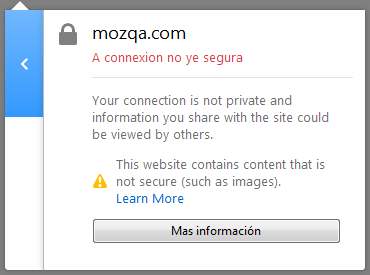 mozqa.com
A connexion no ye segura
Your connection is not private and
information you share with the site could
be viewed by others.
This website contains content that is
not secure (such as images).
Learn More
Mas información